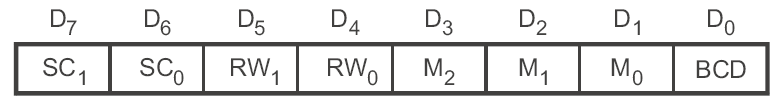 D₇ D₆ D₅ D₄ D₃ D₂ D₁ D₀
SC₁ SC₀ RW₁ RW₀ M₂ M₁ M₀ BCD